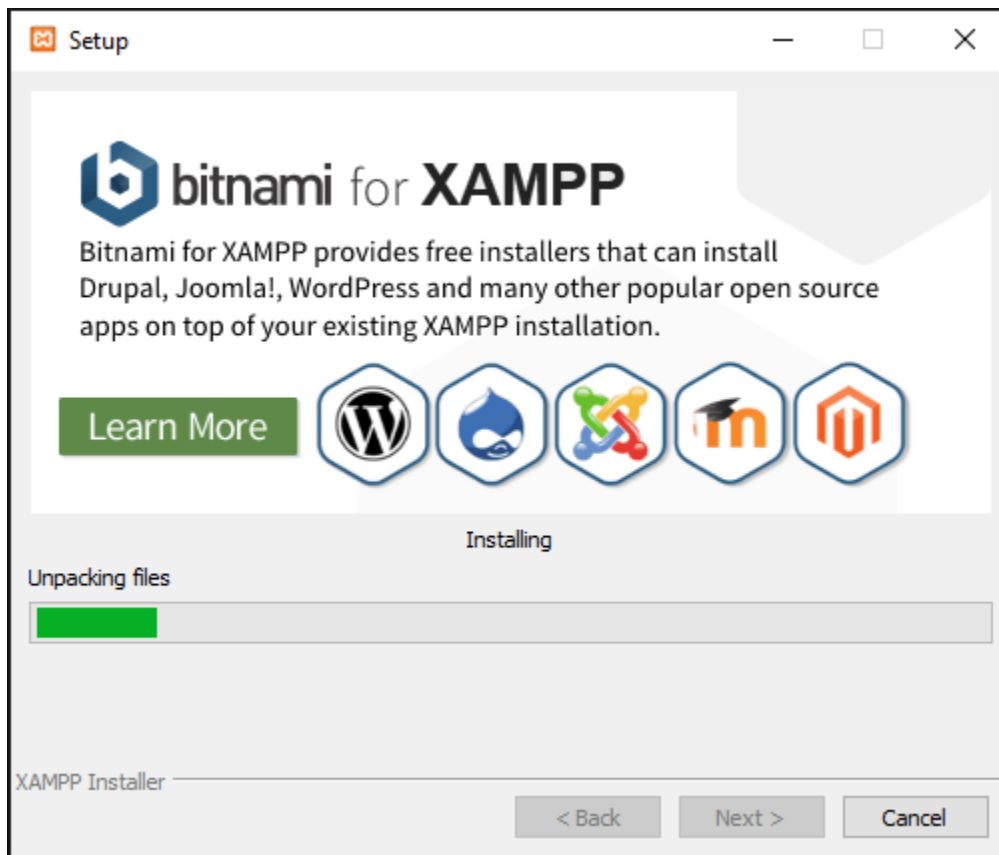 Setup
bitnami for XAMPP
Bitnami for XAMPP provides free installers that can install
Drupal, Joomla!, WordPress and many other popular open source
apps on top of your existing XAMPP installation.
Learn More
Installing
Unpacking files
XAMPP Installer
< Back
Next >
Cancel